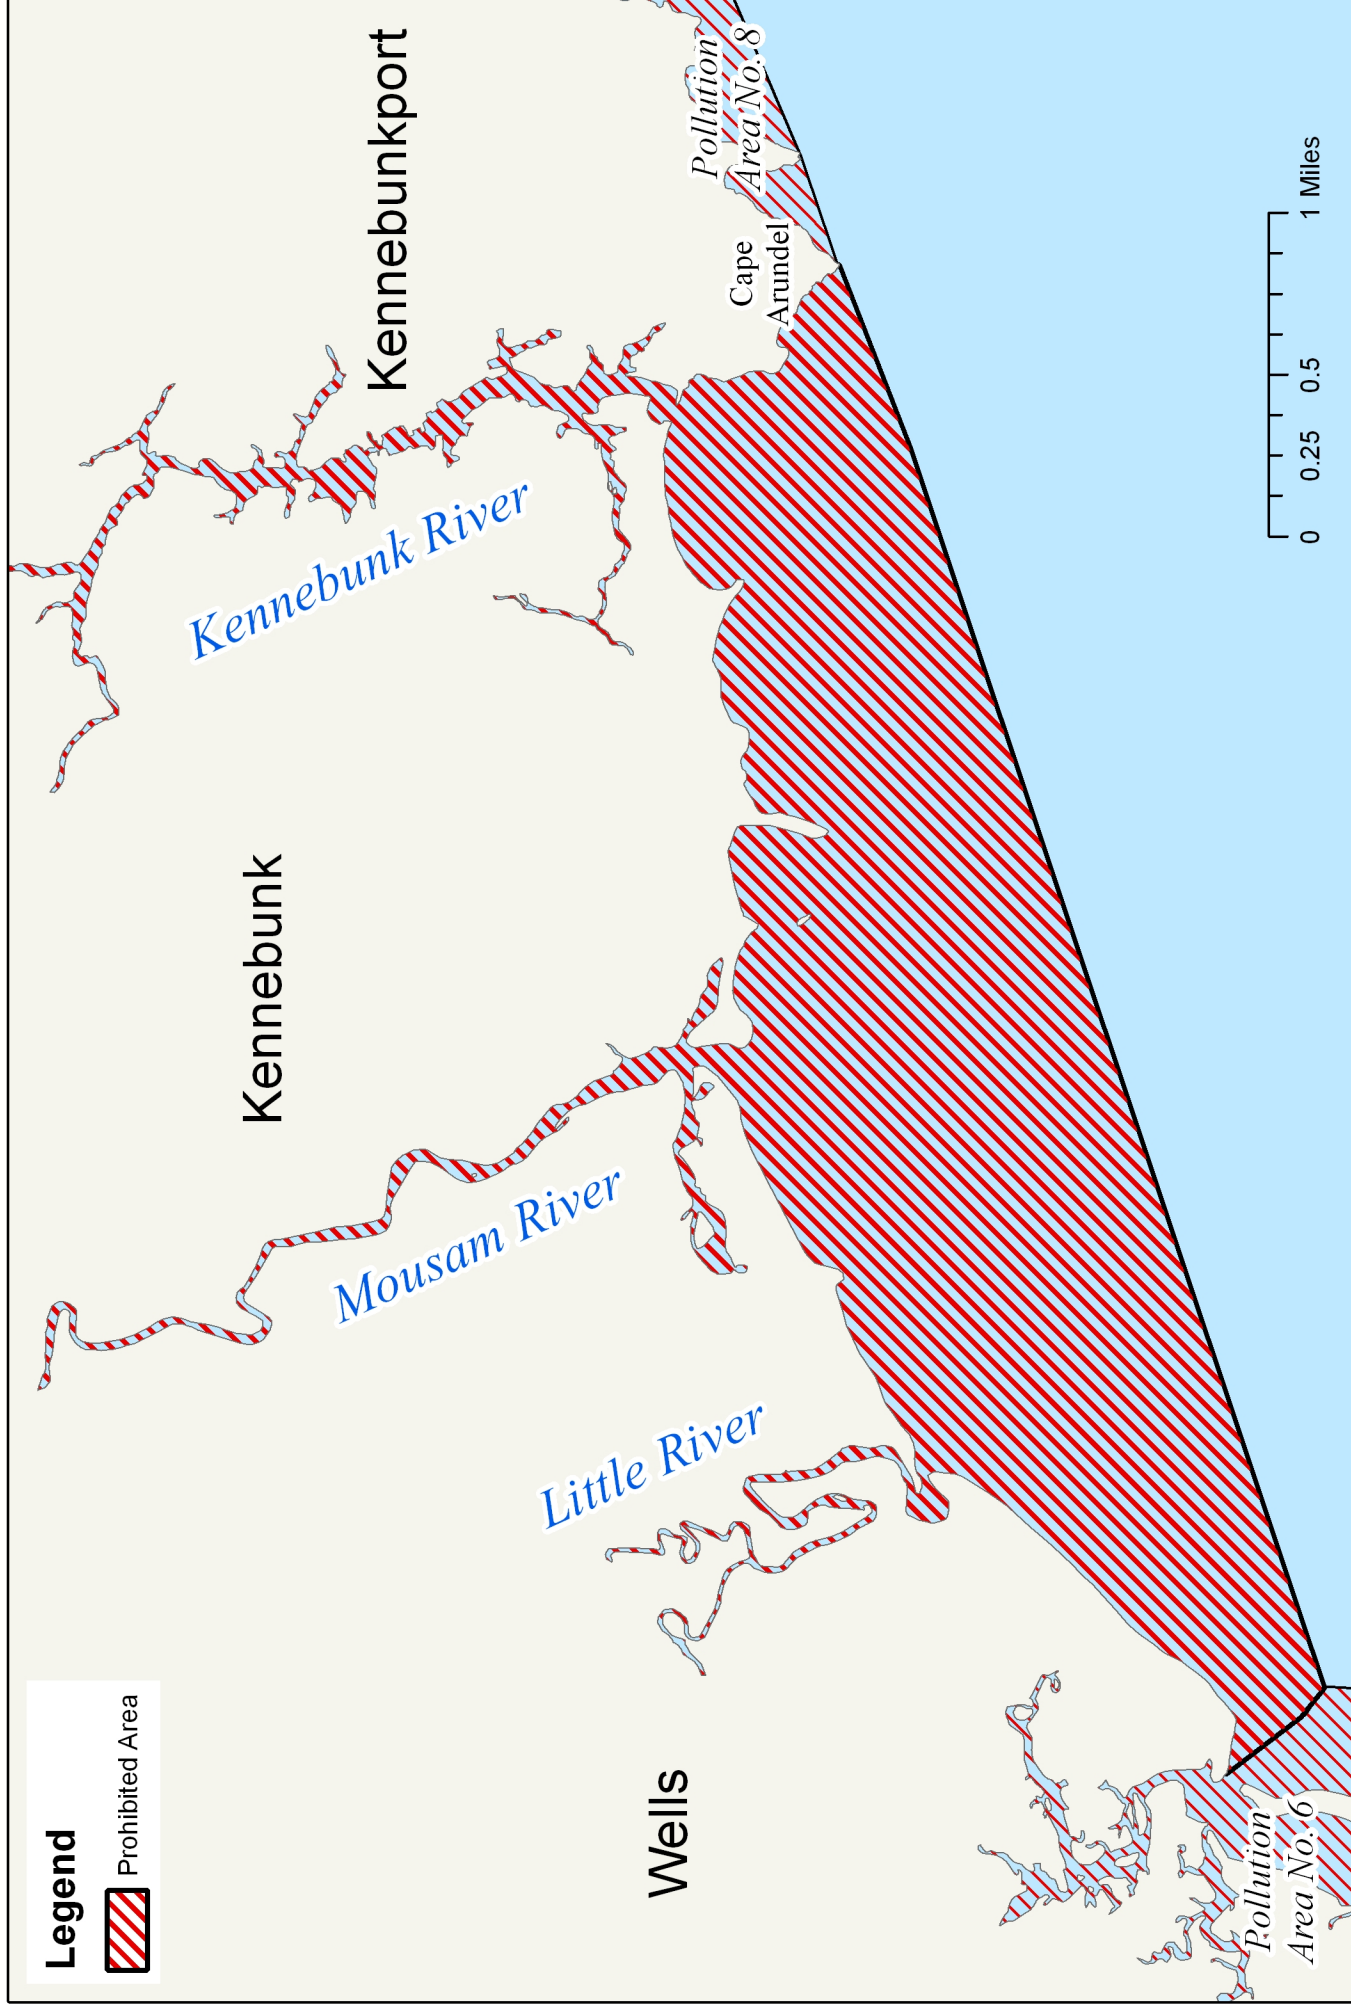 Legend
Prohibited Area
Kennebunkport
Kennebunk
Wells
Kennebunk River
Mousam River
Little River
Cape
Arundel
Pollution
Area No. 8
Pollution
Area No. 6
0 0.25 0.5 1 Miles